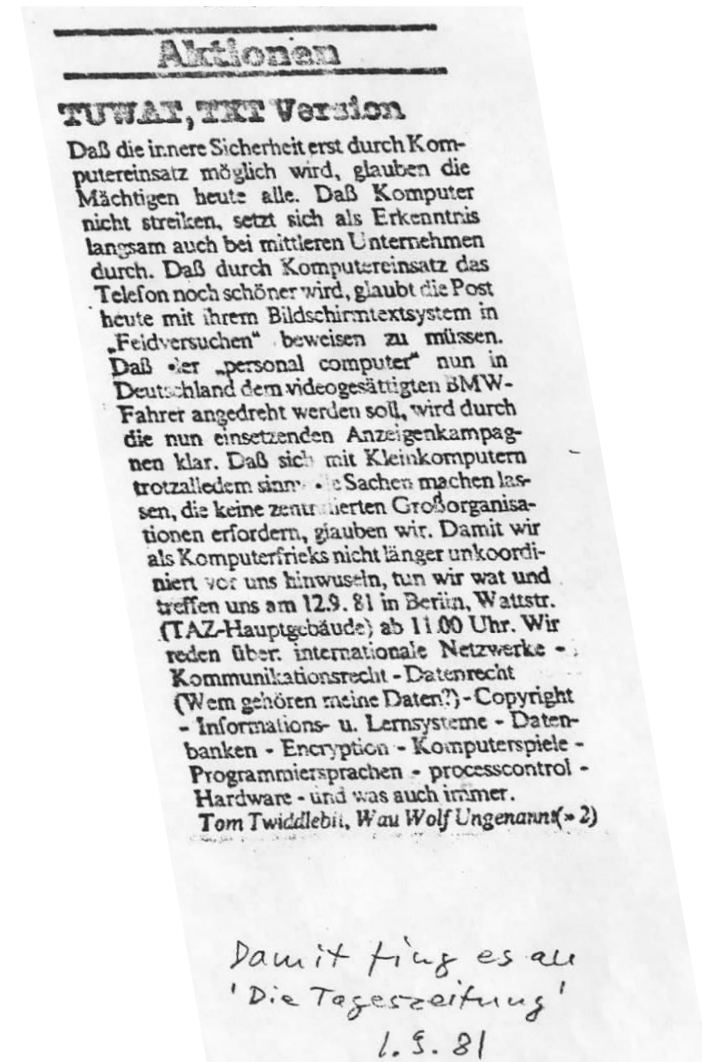 Aktionen
TUWAT, TXT Version
Daß die innere Sicherheit erst durch Kom-
putereinsatz möglich wird, glauben die
Mächtigen heute alle. Daß Komputer
nicht streiken, setzt sich als Erkenntnis
langsam auch bei mittleren Unternehmen
durch. Daß durch Komputereinsatz das
Telefon noch schöner wird, glaubt die Post
heute mit ihrem Bildschirmtextsystem in
„Feldversuchen“ beweisen zu müssen.
Daß der „personal computer“ nun in
Deutschland dem videogesättigten BMW-
Fahrer angedreht werden soll, wird durch
die nun einsetzenden Anzeigenkampag-
nen klar. Daß sich mit Kleinkomputern
trotzalledem sinnvolle Sachen machen las-
sen, die keine zentralisierten Großorganisa-
tionen erfordern, glauben wir. Damit wir
als Komputerfrieks nicht länger unkoordi-
niert vor uns hinwuseln, tun wir wat und
treffen uns am 12.9. 81 in Berlin, Wattstr.
(TAZ-Hauptgebäude) ab 11.00 Uhr. Wir
reden über: internationale Netzwerke -
Kommunikationsrecht - Datenrecht
(Wem gehören meine Daten?) - Copyright
- Informations- u. Lernsysteme - Daten-
banken - Encryption - Komputerspiele -
Programmiersprachen - processcontrol -
Hardware - und was auch immer.
Tom Twiddlebit, Wau Wolf Ungenannt(» 2)
Damit fing es an
'Die Tageszeitung'
1. 9. 81